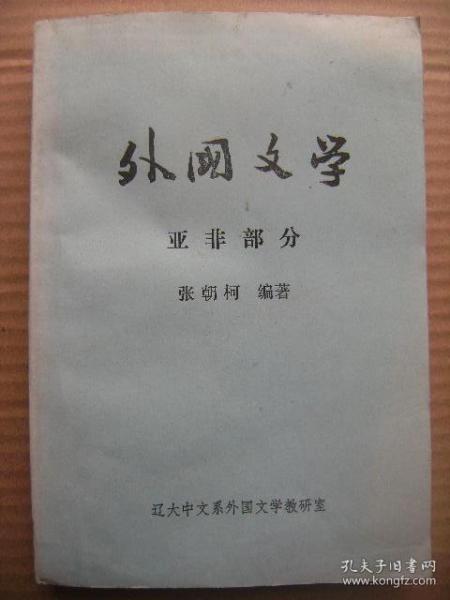 外国文学
亚非部分
张朝柯 编著
辽大中文系外国文学教研室
孔夫子旧书网
www.kongfz.com